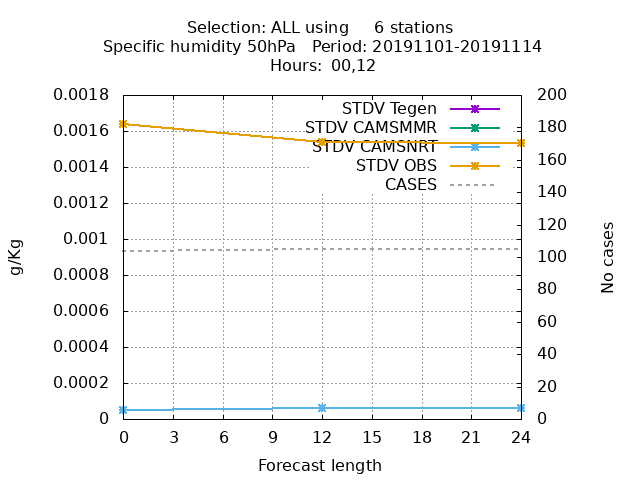 Selection: ALL using     6 stations
Specific humidity 50hPa   Period: 20191101-20191114
Hours:  00,12
0.0018
0.0016
0.0014
0.0012
0.001
0.0008
0.0006
0.0004
0.0002
0
g/Kg
STDV Tegen
STDV CAMSMMR
STDV CAMSNRT
STDV OBS
CASES
200
180
160
140
120
100
80
60
40
20
0
No cases
0 3 6 9 12 15 18 21 24
Forecast length